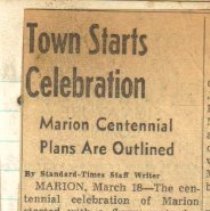 Town Starts
Celebration
Marion Centennial
Plans Are Outlined
By Standard-Times Staff Writer
MARION, March 18—The cen-
tennial celebration of Marion